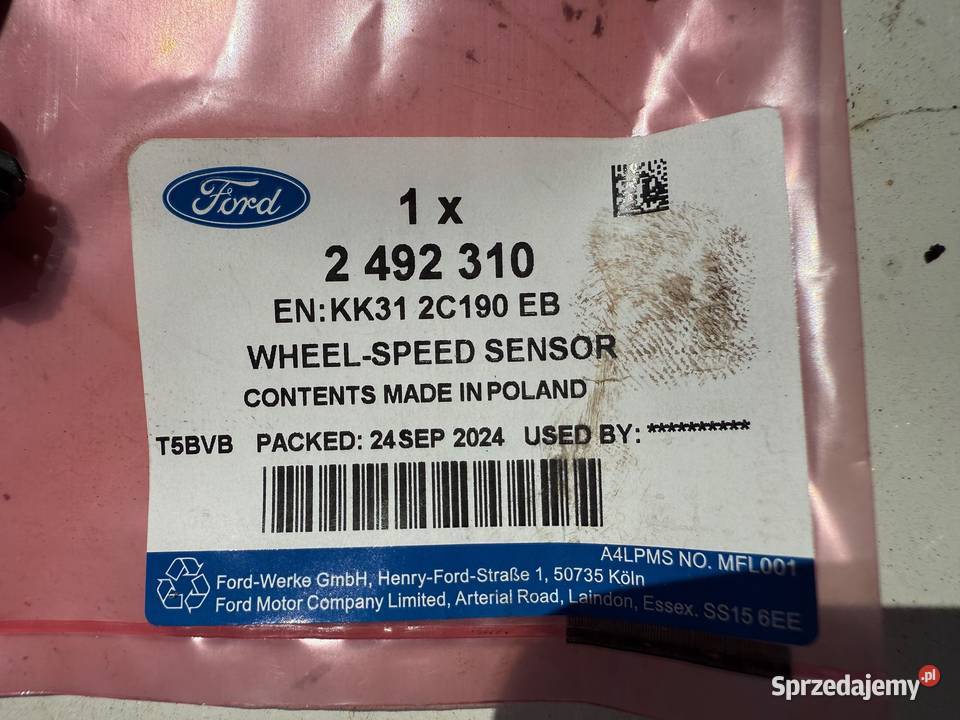 Ford
1 x
2 492 310
EN:KK31 2C190 EB
WHEEL-SPEED SENSOR
CONTENTS MADE IN POLAND
T5BVB PACKED: 24 SEP 2024 USED BY: **********
A4LPMS NO. MFL001
Ford-Werke GmbH, Henry-Ford-Straße 1, 50735 Köln
Ford Motor Company Limited, Arterial Road, Laindon, Essex. SS15 6EE
Sprzedajemy.pl